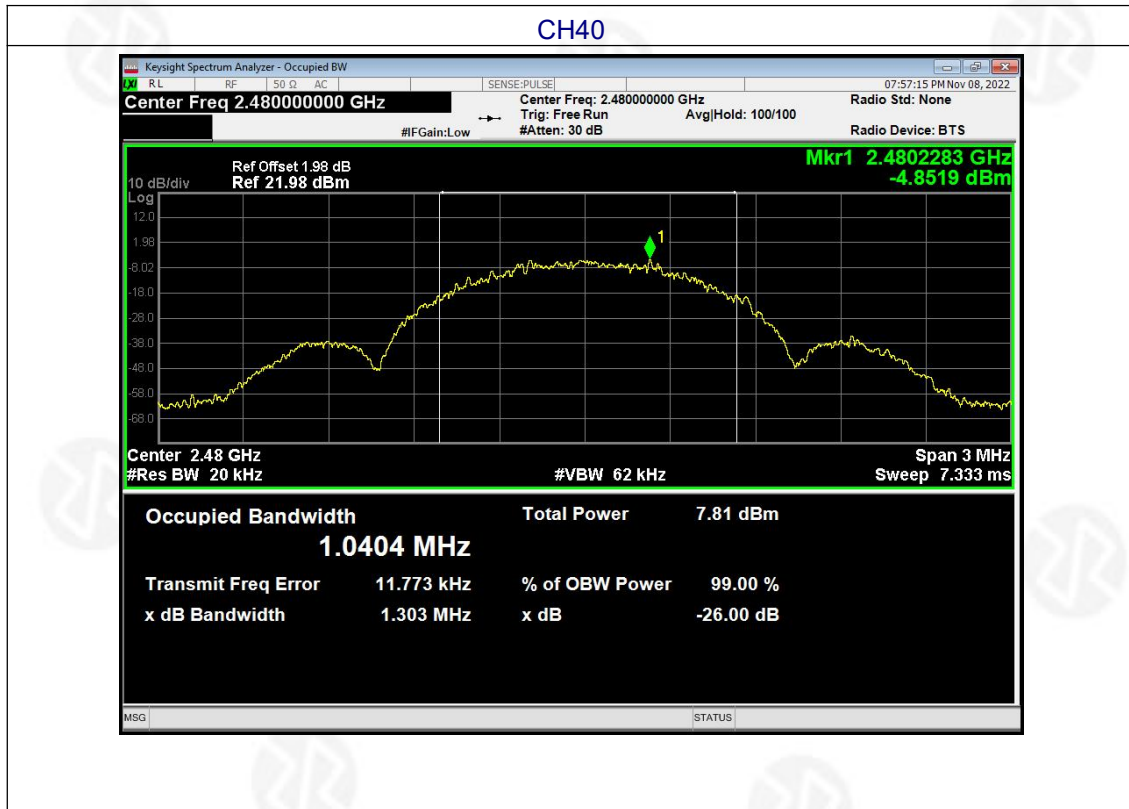 CH40
Keysight Spectrum Analyzer - Occupied BW
LXI RL RF 50 Ω AC SENSE:PULSE 07:57:15 PM Nov 08, 2022
Center Freq 2.480000000 GHz Center Freq: 2.480000000 GHz Radio Std: None
Trig: Free Run Avg|Hold: 100/100
#IFGain:Low #Atten: 30 dB Radio Device: BTS
Mkr1 2.4802283 GHz
-4.8519 dBm
Ref Offset 1.98 dB
10 dB/div Ref 21.98 dBm
Log
12.0
1.98
-8.02
-18.0
-28.0
-38.0
-48.0
-58.0
-68.0
1
Center 2.48 GHz Span 3 MHz
#Res BW 20 kHz #VBW 62 kHz Sweep 7.333 ms
Occupied Bandwidth Total Power 7.81 dBm
1.0404 MHz
Transmit Freq Error 11.773 kHz % of OBW Power 99.00 %
x dB Bandwidth 1.303 MHz x dB -26.00 dB
MSG STATUS